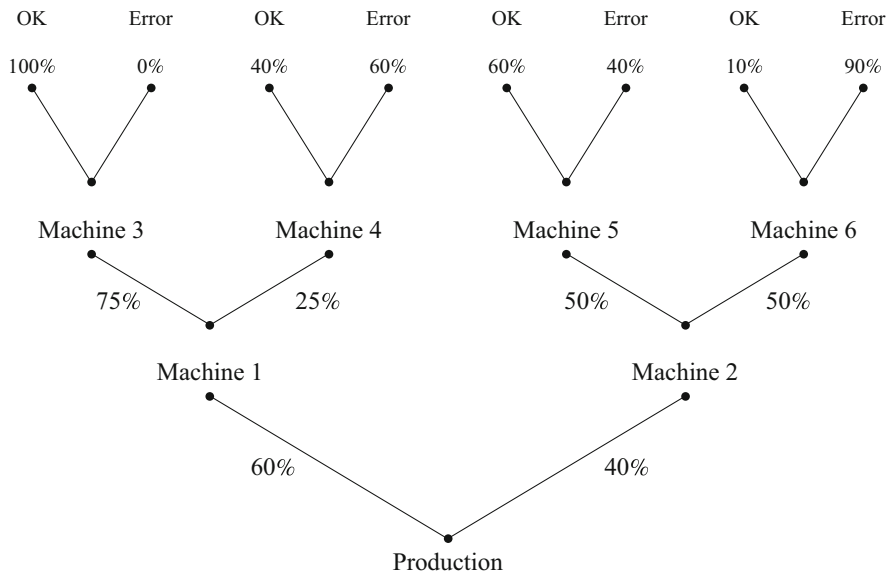 OK Error OK Error OK Error OK Error
100% 0% 40% 60% 60% 40% 10% 90%
Machine 3 Machine 4 Machine 5 Machine 6
75% 25% 50% 50%
Machine 1 Machine 2
60% 40%
Production